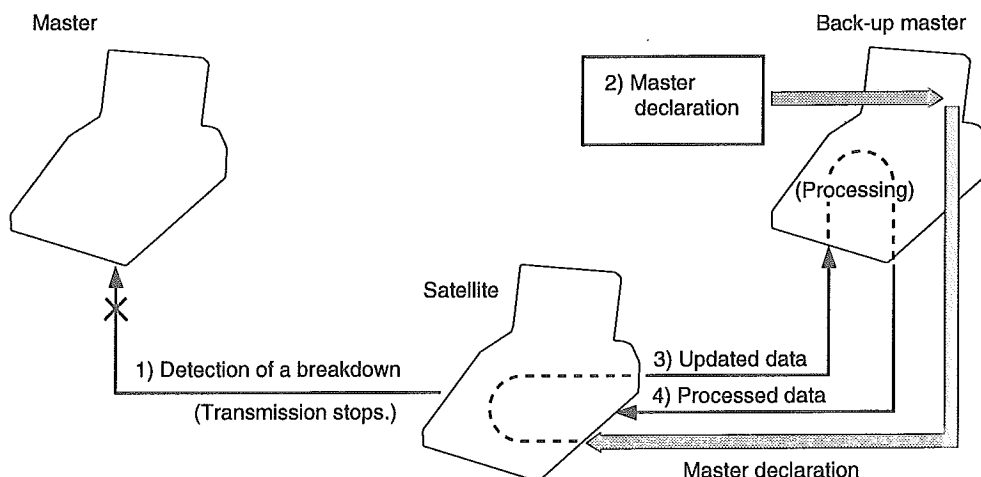 Master
Back-up master
2) Master
declaration
(Processing)
Satellite
1) Detection of a breakdown
(Transmission stops.)
3) Updated data
4) Processed data
Master declaration